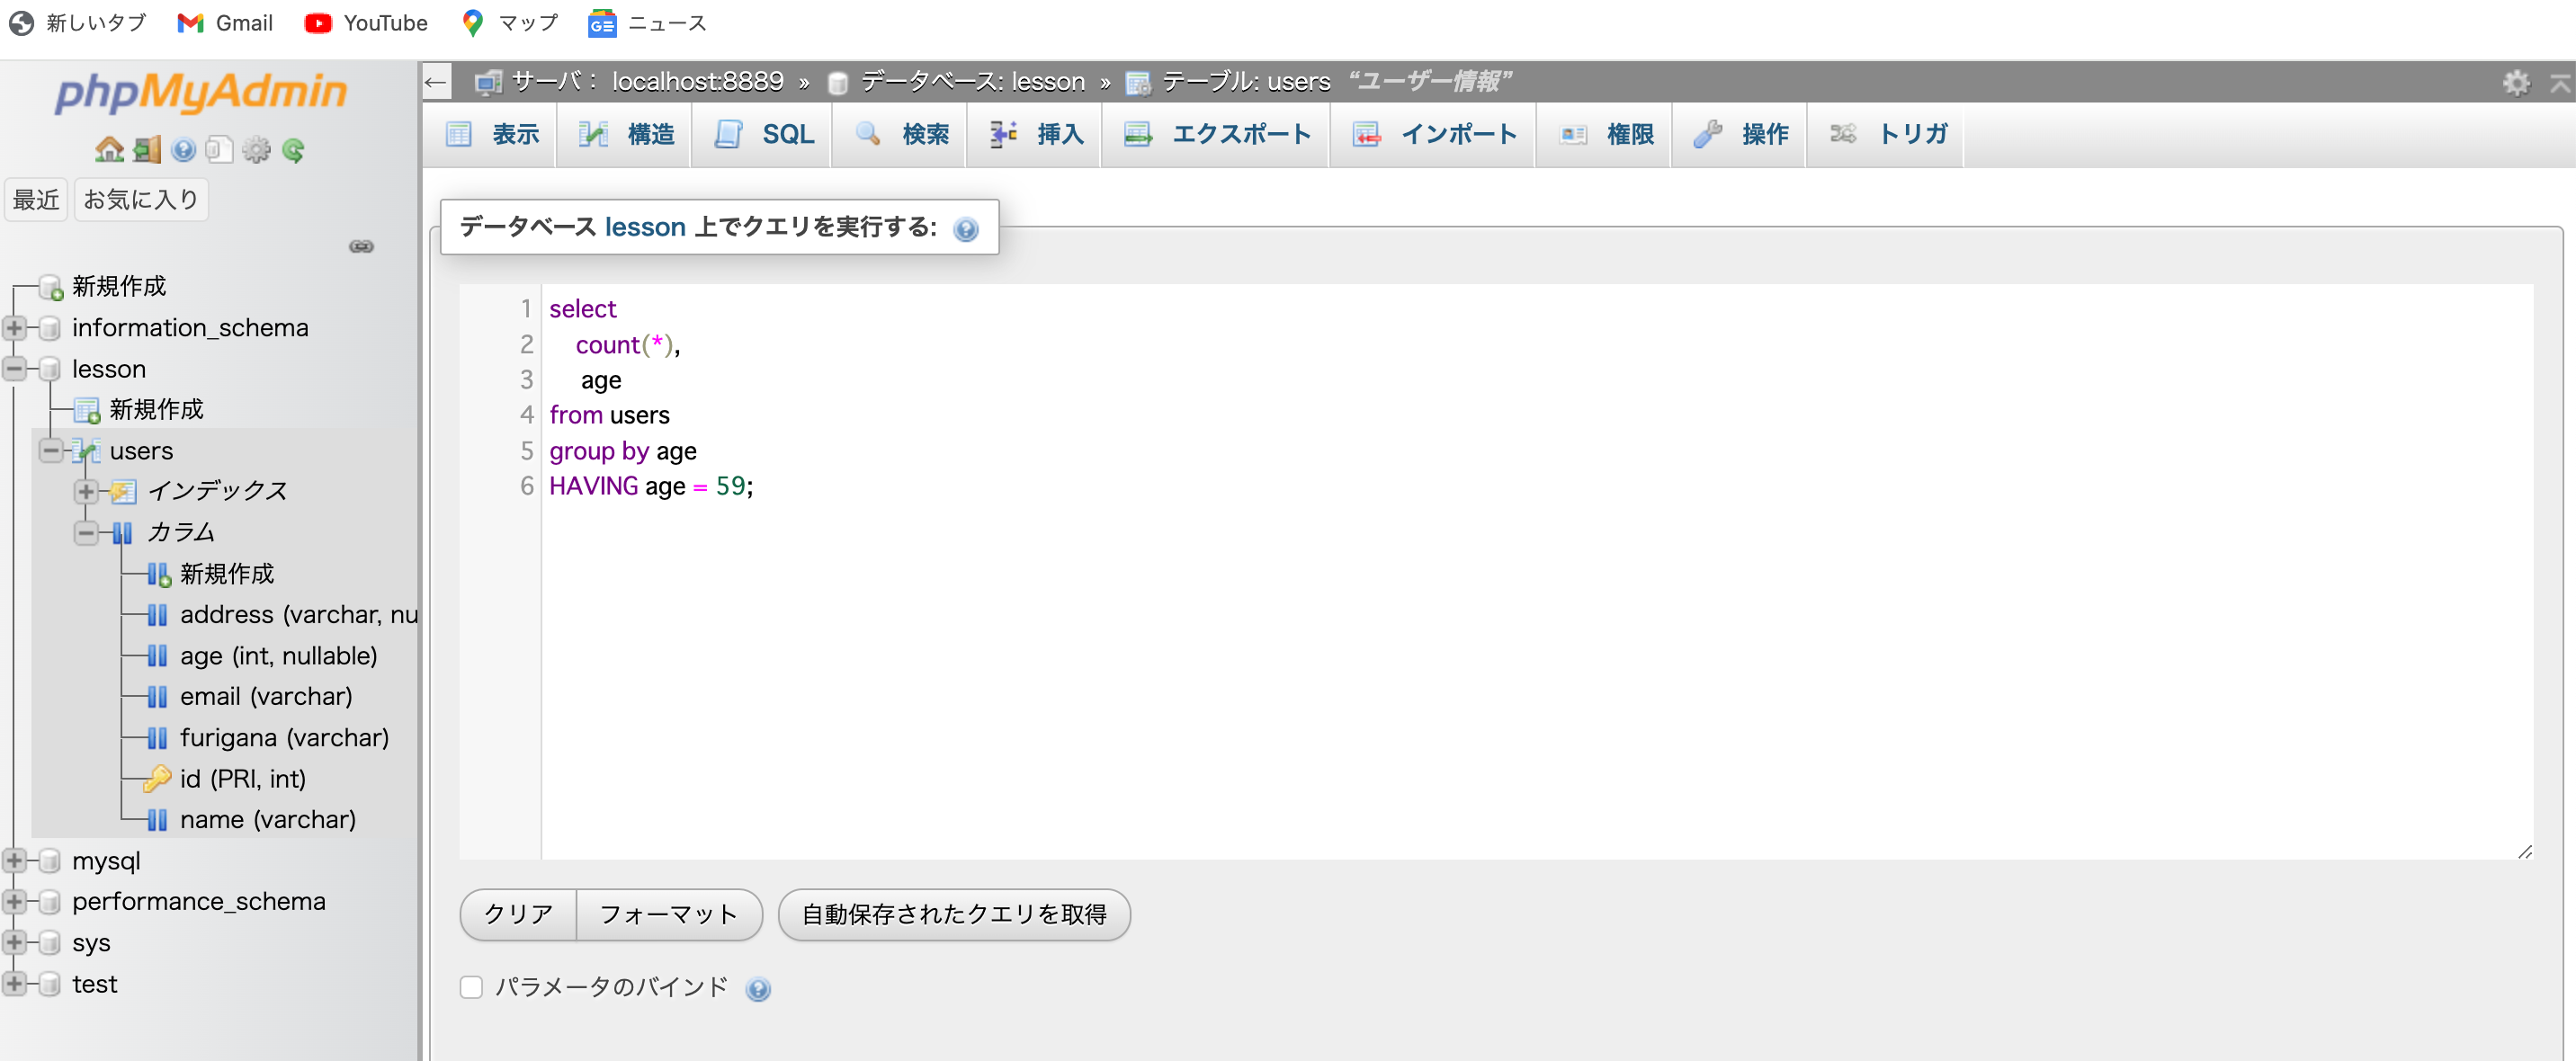 新しいタブ Gmail YouTube マップ ニュース
phpMyAdmin
最近 お気に入り
新規作成
information_schema
lesson
新規作成
users
インデックス
カラム
新規作成
address (varchar, nu
age (int, nullable)
email (varchar)
furigana (varchar)
id (PRI, int)
name (varchar)
mysql
performance_schema
sys
test
← サーバ： localhost:8889 » データベース: lesson » テーブル: users “ユーザー情報”
表示 構造 SQL 検索 挿入 エクスポート インポート 権限 操作 トリガ
データベース lesson 上でクエリを実行する:
1 select
2 count(*),
3 age
4 from users
5 group by age
6 HAVING age = 59;
クリア フォーマット 自動保存されたクエリを取得
パラメータのバインド